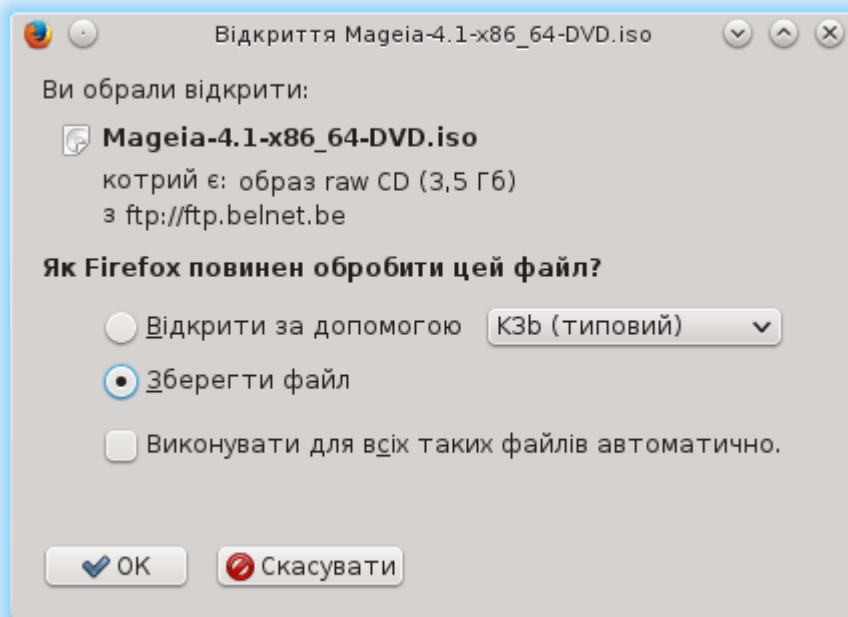 Відкриття Mageia-4.1-x86_64-DVD.iso
Ви обрали відкрити:
Mageia-4.1-x86_64-DVD.iso
котрий є: образ raw CD (3,5 Гб)
з ftp://ftp.belnet.be
Як Firefox повинен обробити цей файл?
Відкрити за допомогою K3b (типовий)
Зберегти файл
Виконувати для всіх таких файлів автоматично.
OK Скасувати